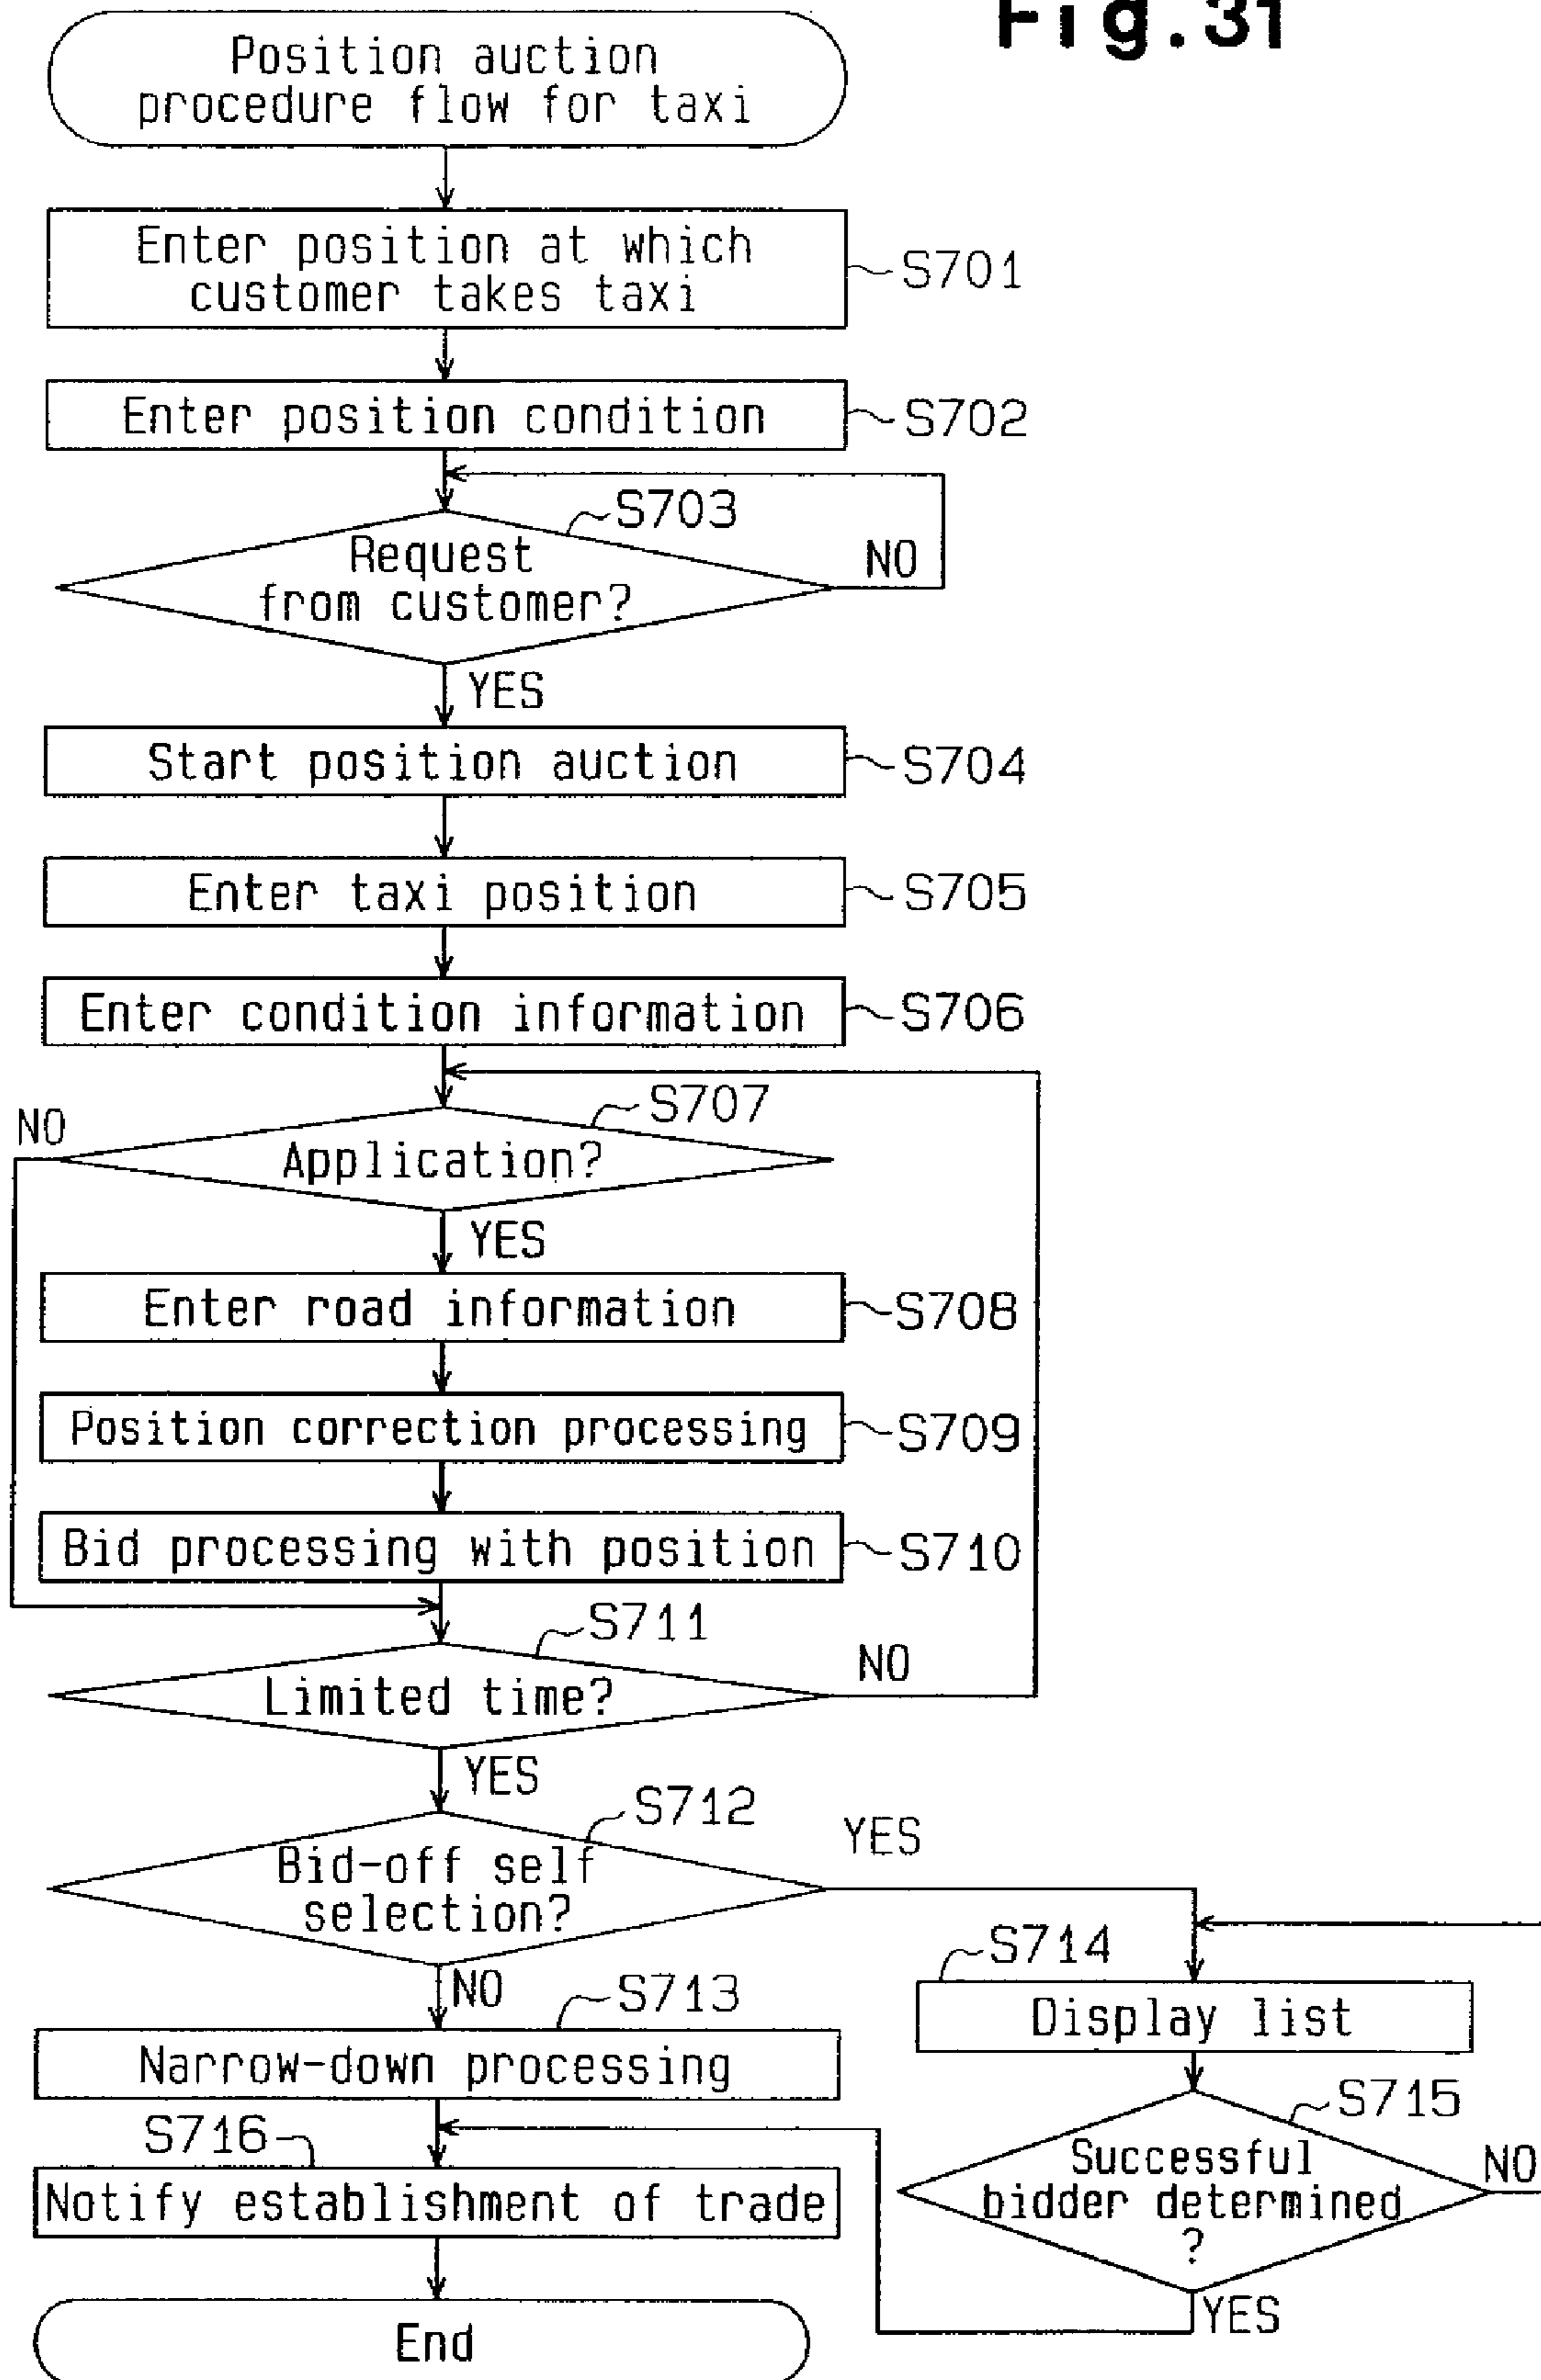 Fig.31
Position auction
procedure flow for taxi
Enter position at which
customer takes taxi
S701
Enter position condition
S702
S703
Request
from customer?
NO
YES
Start position auction
S704
Enter taxi position
S705
Enter condition information
S706
S707
NO
Application?
YES
Enter road information
S708
Position correction processing
S709
Bid processing with position
S710
S711
Limited time?
NO
YES
S712
Bid-off self
selection?
YES
NO
S713
Narrow-down processing
S714
Display list
S715
Successful
bidder determined
?
NO
YES
S716
Notify establishment of trade
End